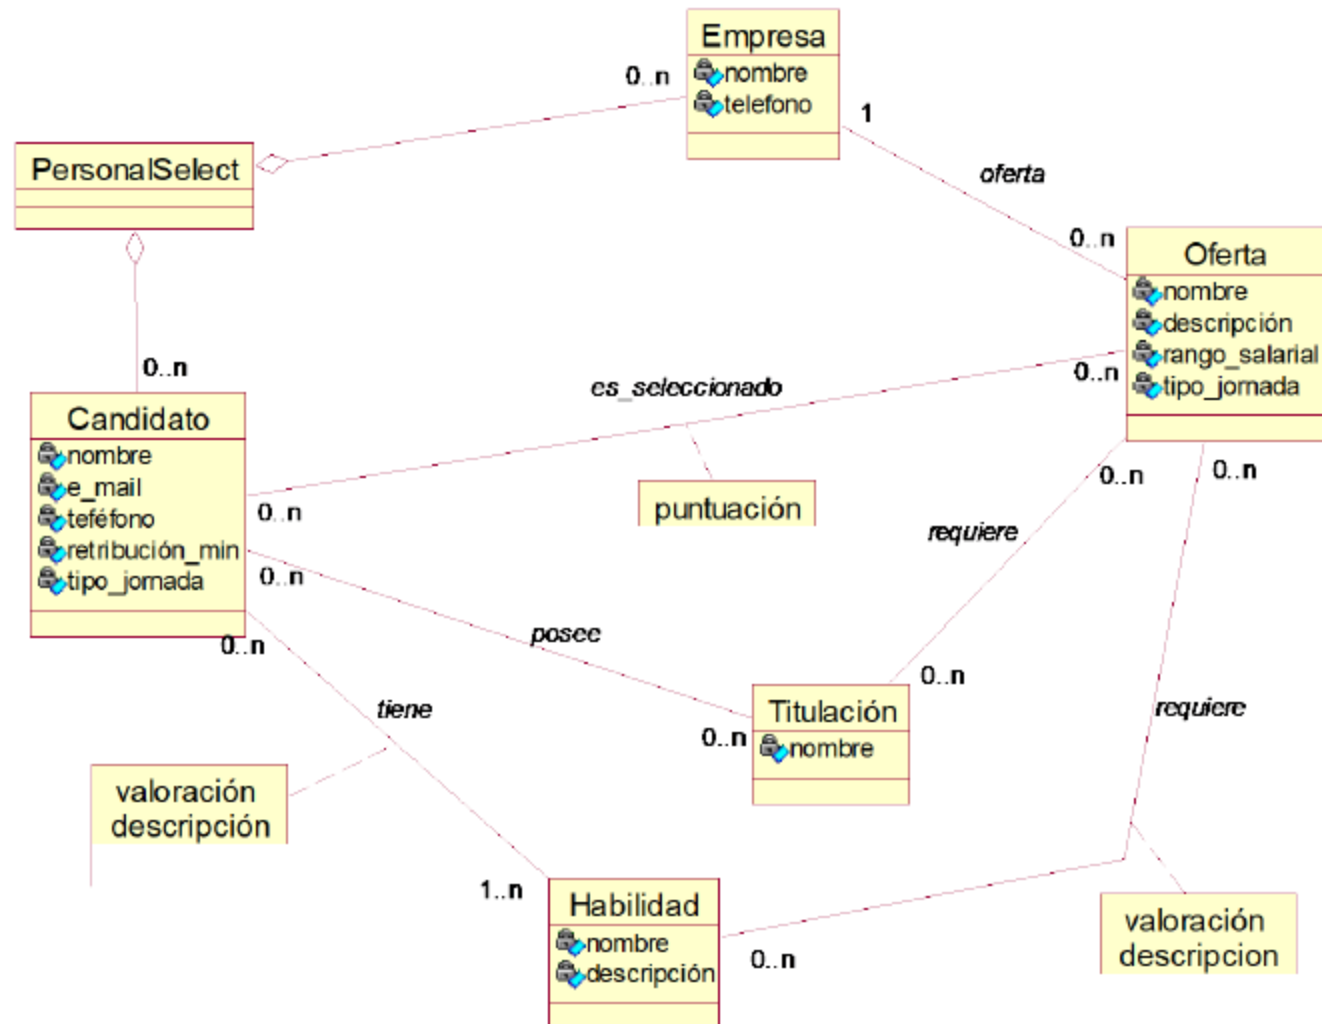 Empresa
nombre
telefono
0..n
1
PersonalSelect
oferta
0..n
Oferta
nombre
descripción
rango_salarial
tipo_jornada
0..n
es_seleccionado
0..n
Candidato
nombre
e_mail
teféfono
retribución_min
tipo_jornada
0..n
puntuación
0..n
0..n
requiere
0..n
0..n
posee
0..n
tiene
requiere
Titulación
nombre
0..n
valoración
descripción
1..n
Habilidad
nombre
descripción
0..n
valoración
descripcion